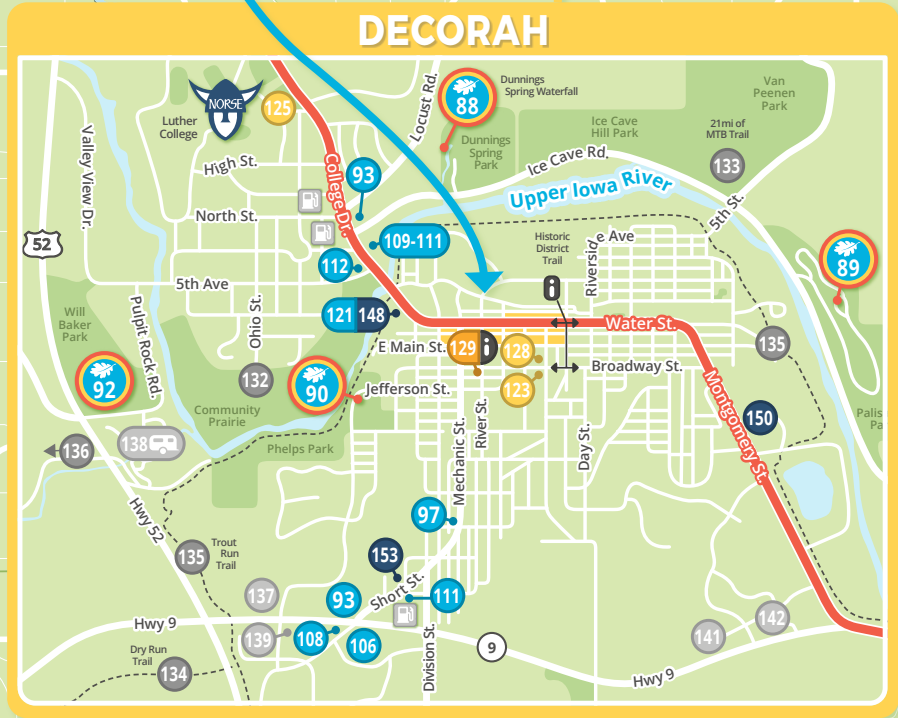 DECORAH
NORSE
Luther
College
125
Locust Rd.
88
Dunnings
Spring Waterfall
Dunnings
Spring
Park
Ice Cave
Hill Park
Van
Peenen
Park
21mi of
MTB Trail
133
Valley View Dr.
High St.
College Dr.
93
Ice Cave Rd.
Upper Iowa River
5th St.
North St.
109-111
52
112
5th Ave
Historic
District
Trail
Riverside Ave
89
Will
Baker
Park
Pulpit Rock Rd.
Ohio St.
121
148
Water St.
E Main St.
129
128
135
92
132
90
Jefferson St.
123
Broadway St.
Montgomery St.
150
Community
Prairie
Palis
Pa
136
138
Phelps Park
Mechanic St.
River St.
Day St.
Hwy 52
97
135
Trout
Run
Trail
153
137
93
Short St.
111
Hwy 9
139
108
106
9
141
142
Dry Run
Trail
134
Division St.
Hwy 9